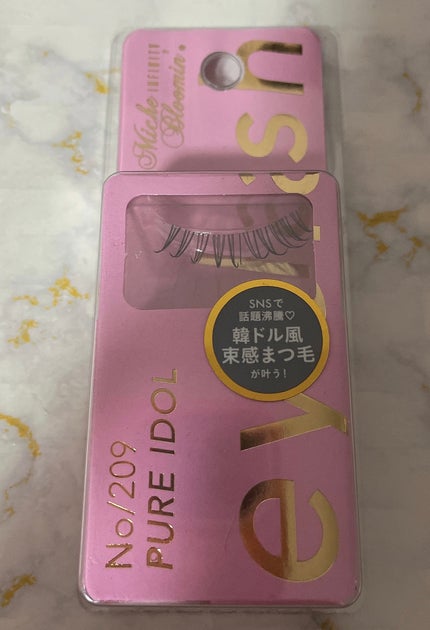 Miche INFINITY
Bloomin'.
eyelash
SNSで
話題沸騰♡
韓ドル風
束感まつ毛
が叶う!
No/209
PURE IDOL